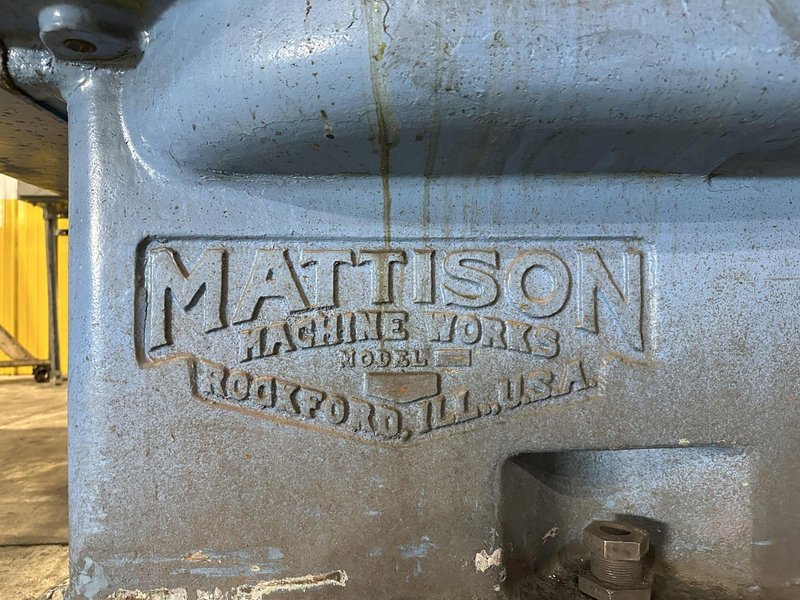 MATTISON
MACHINE WORKS
MODEL
ROCKFORD, ILL., U.S.A.